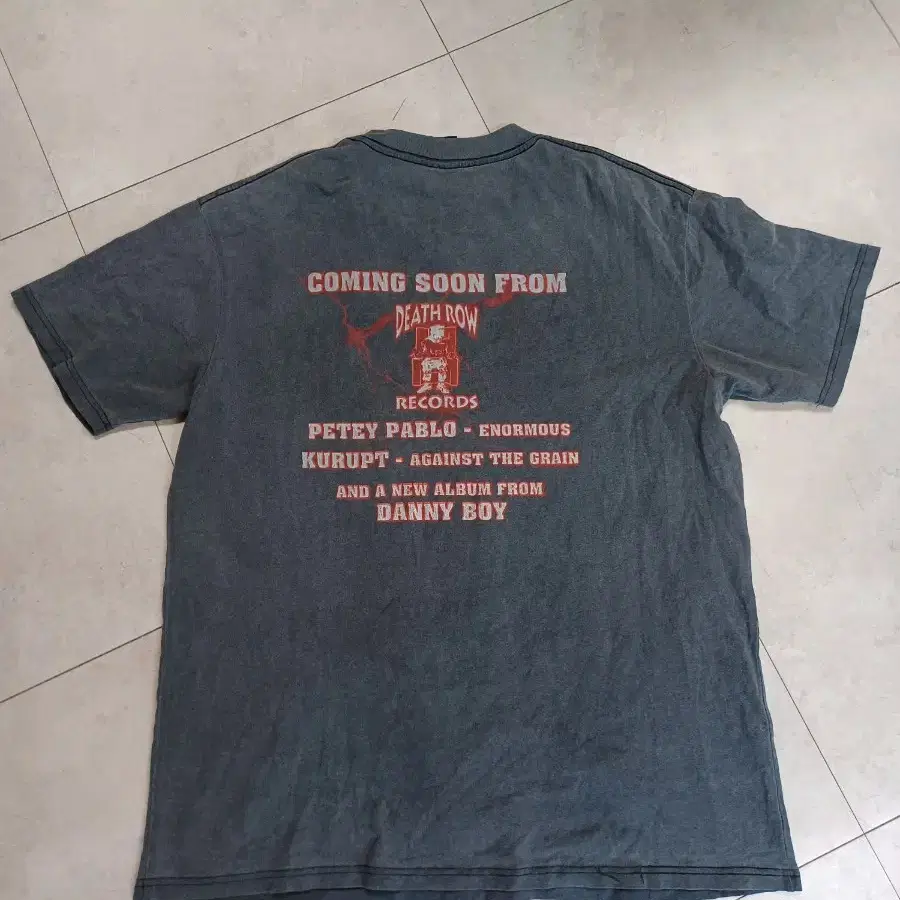 COMING SOON FROM
DEATH ROW
RECORDS
PETEY PABLO - ENORMOUS
KURUPT - AGAINST THE GRAIN
AND A NEW ALBUM FROM
DANNY BOY